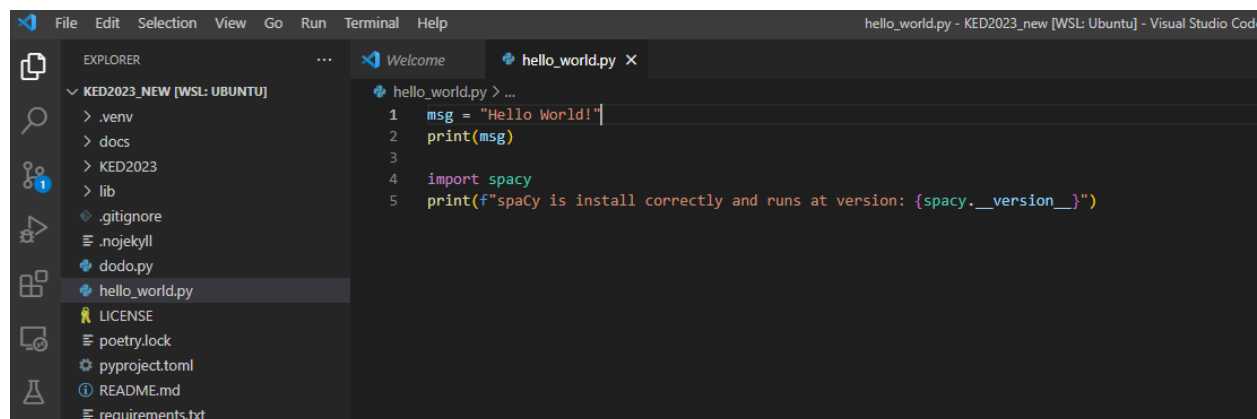 File Edit Selection View Go Run Terminal Help
hello_world.py - KED2023_new [WSL: Ubuntu] - Visual Studio Code
EXPLORER ...
KED2023_NEW [WSL: UBUNTU]
> .venv
> docs
> KED2023
> lib
.gitignore
.nojekyll
dodo.py
hello_world.py
LICENSE
poetry.lock
pyproject.toml
README.md
requirements.txt
1
Welcome
hello_world.py ×
hello_world.py > ...
1 msg = "Hello World!"
2 print(msg)
3
4 import spacy
5 print(f"spaCy is install correctly and runs at version: {spacy.__version__}")